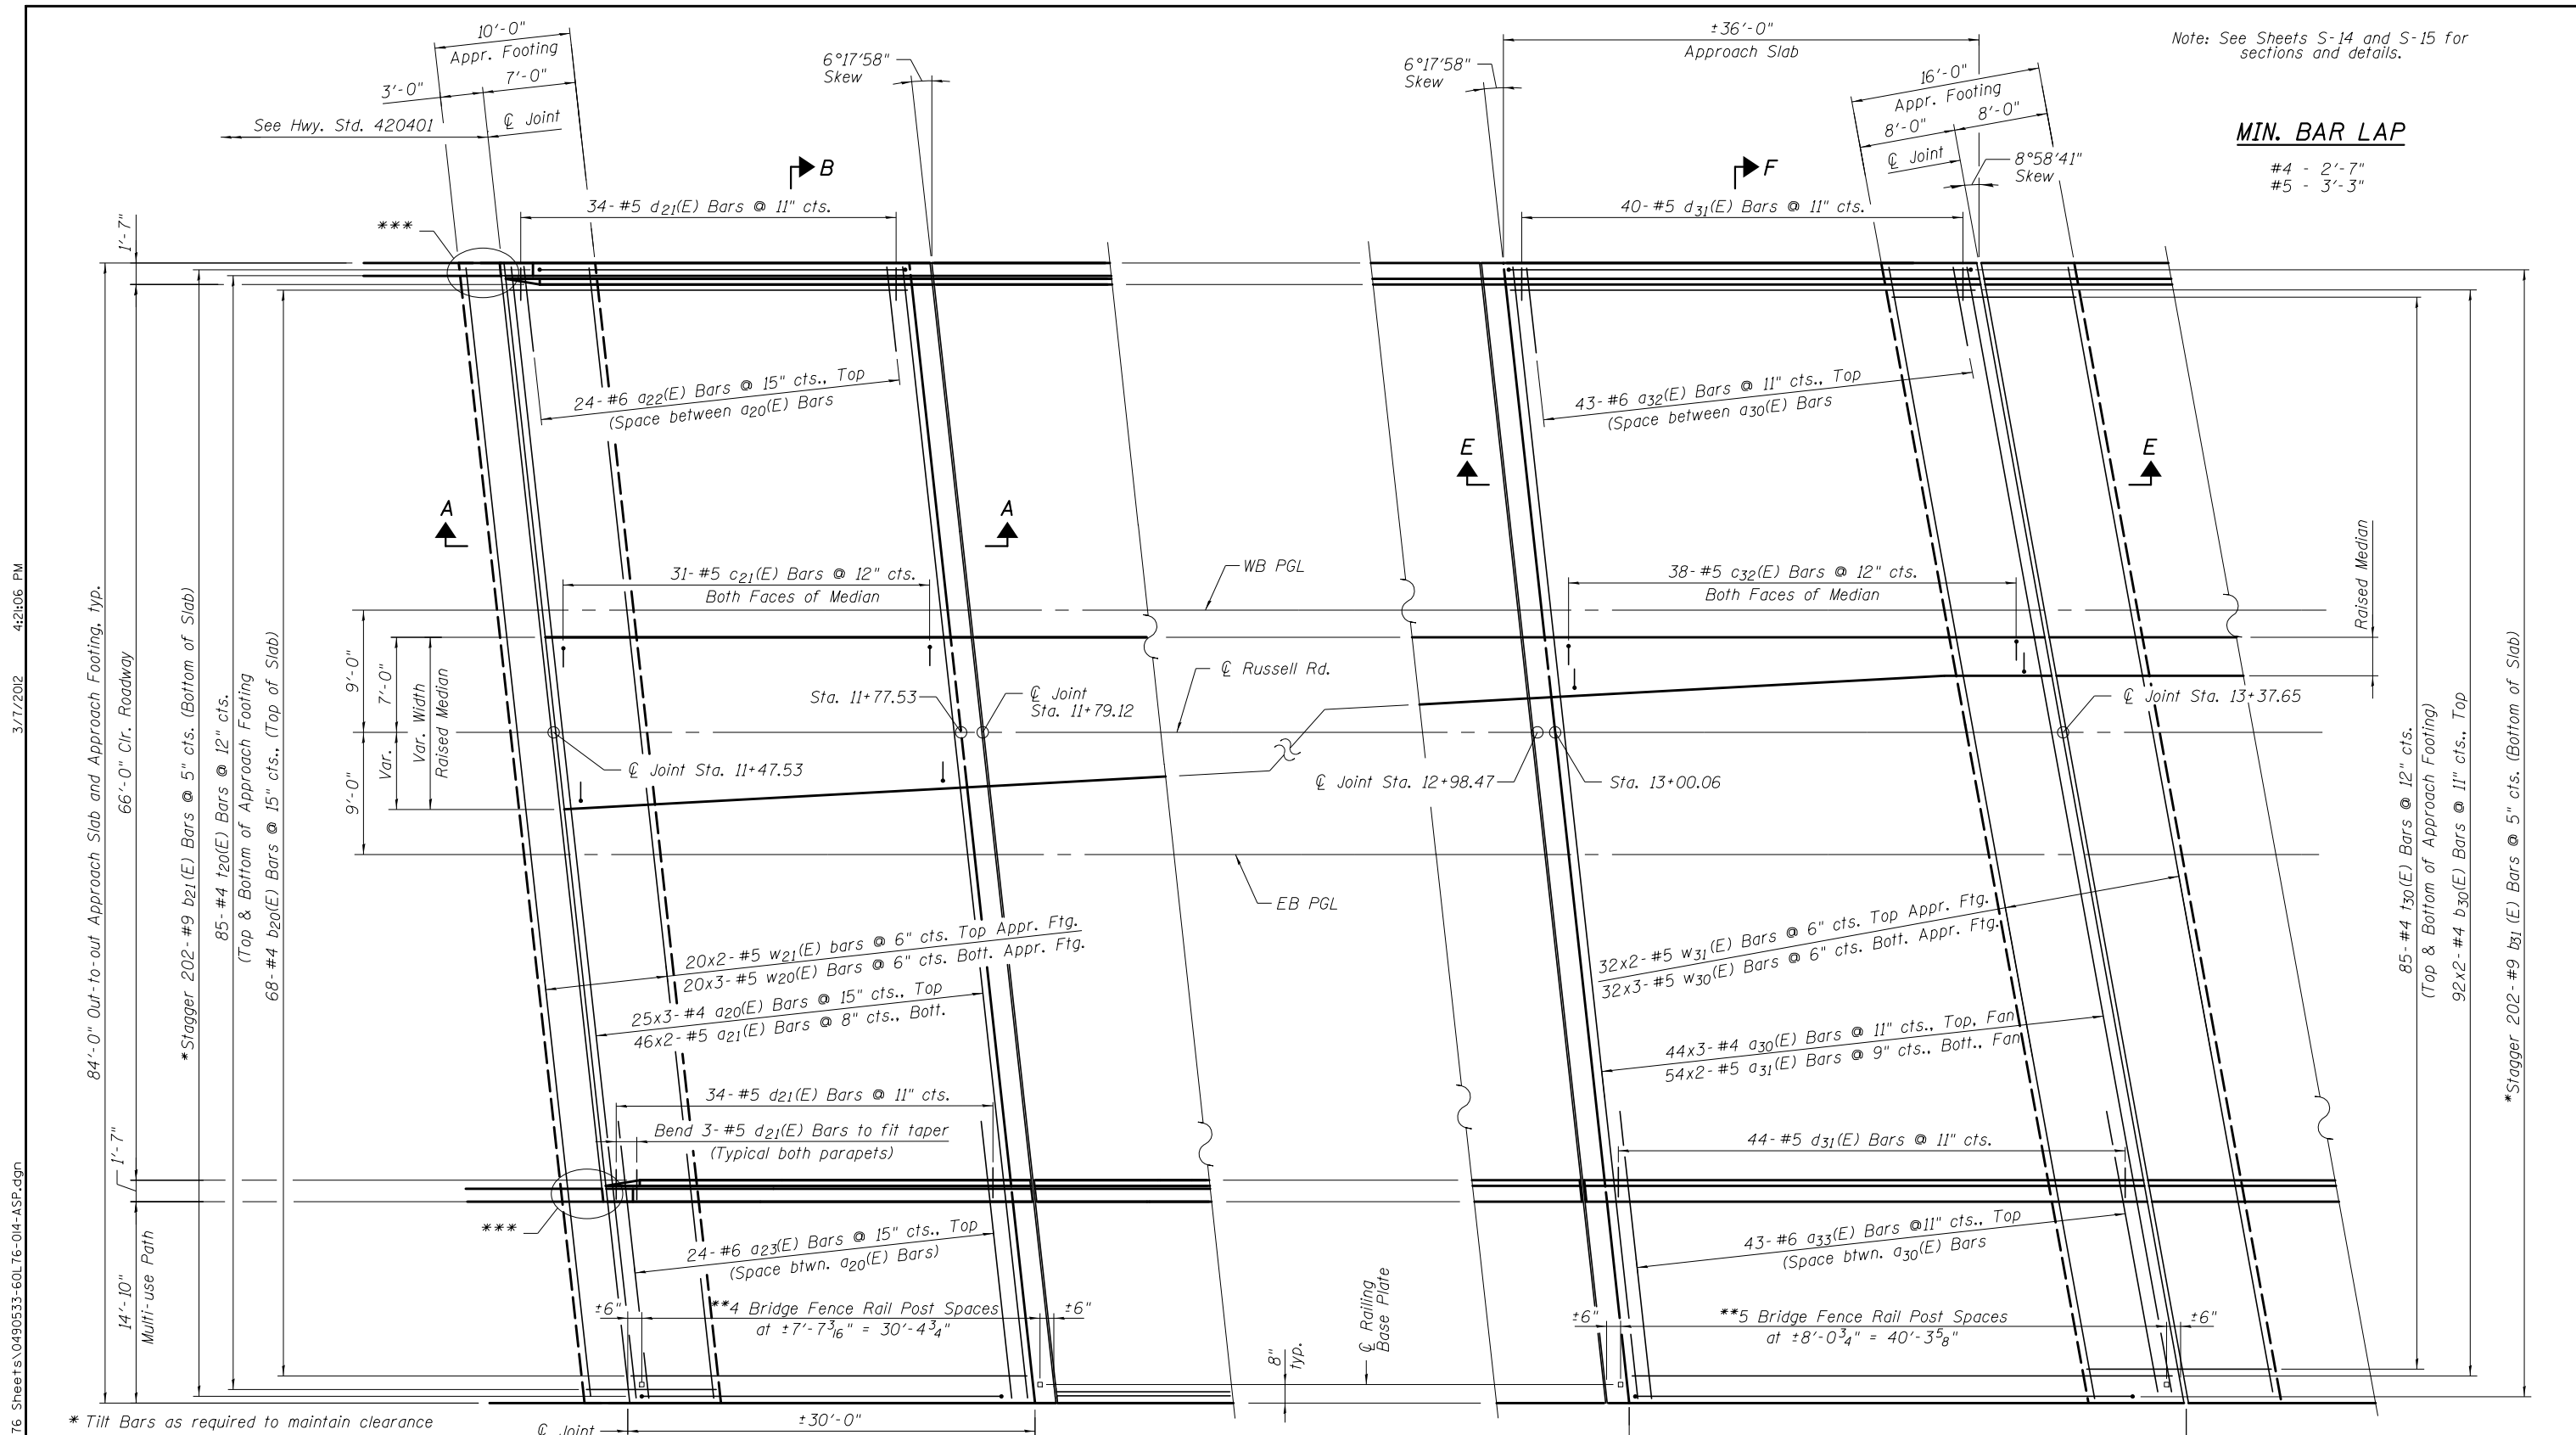 10'-0"
Appr. Footing
3'-0"
7'-0"
See Hwy. Std. 420401
℄ Joint
6°17'58"
Skew
6°17'58"
Skew
±36'-0"
Approach Slab
16'-0"
Appr. Footing
8'-0"
8'-0"
℄ Joint
8°58'41"
Skew
Note: See Sheets S-14 and S-15 for
sections and details.
MIN. BAR LAP
#4 - 2'-7"
#5 - 3'-3"
B
F
***
34-#5 d21(E) Bars @ 11" cts.
40-#5 d31(E) Bars @ 11" cts.
1'-7"
24-#6 a22(E) Bars @ 15" cts., Top
(Space between a20(E) Bars
43-#6 a32(E) Bars @ 11" cts., Top
(Space between a30(E) Bars
A
A
E
E
31-#5 c21(E) Bars @ 12" cts.
Both Faces of Median
38-#5 c32(E) Bars @ 12" cts.
Both Faces of Median
WB PGL
℄ Russell Rd.
Sta. 11+77.53
℄ Joint
Sta. 11+79.12
℄ Joint Sta. 11+47.53
℄ Joint Sta. 12+98.47
Sta. 13+00.06
℄ Joint Sta. 13+37.65
EB PGL
Raised Median
9'-0"
7'-0"
9'-0"
Var.
Var. Width
Raised Median
84'-0" Out-to-out Approach Slab and Approach Footing, typ.
66'-0" Clr. Roadway
*Stagger 202-#9 b21(E) Bars @ 5" cts. (Bottom of Slab)
85-#4 t20(E) Bars @ 12" cts.
(Top & Bottom of Approach Footing
68-#4 b20(E) Bars @ 15" cts., (Top of Slab)
20x2-#5 w21(E) bars @ 6" cts. Top Appr. Ftg.
20x3-#5 w20(E) Bars @ 6" cts. Bott. Appr. Ftg.
25x3-#4 a20(E) Bars @ 15" cts., Top
46x2-#5 a21(E) Bars @ 8" cts., Bott.
32x2-#5 w31(E) Bars @ 6" cts. Top Appr. Ftg.
32x3-#5 w30(E) Bars @ 6" cts. Bott. Appr. Ftg.
44x3-#4 a30(E) Bars @ 11" cts., Top, Fan
54x2-#5 a31(E) Bars @ 9" cts., Bott., Fan
85-#4 t30(E) Bars @ 12" cts.
(Top & Bottom of Approach Footing)
92x2-#4 b30(E) Bars @ 11" cts., Top
*Stagger 202-#9 b31(E) Bars @ 5" cts. (Bottom of Slab)
34-#5 d21(E) Bars @ 11" cts.
Bend 3-#5 d21(E) Bars to fit taper
(Typical both parapets)
44-#5 d31(E) Bars @ 11" cts.
1'-7"
***
24-#6 a23(E) Bars @ 15" cts., Top
(Space btwn. a20(E) Bars)
43-#6 a33(E) Bars @11" cts., Top
(Space btwn. a30(E) Bars
14'-10"
Multi-use Path
±6"
**4 Bridge Fence Rail Post Spaces
at ±7'-7 3/16" = 30'-4 3/4"
±6"
8"
typ.
℄ Railing
Base Plate
±6"
**5 Bridge Fence Rail Post Spaces
at ±8'-0 3/4" = 40'-3 5/8"
±6"
* Tilt Bars as required to maintain clearance
℄ Joint
±30'-0"
3/7/2012 4:21:06 PM
76 Sheets\0490533-60L76-014-ASP.dgn